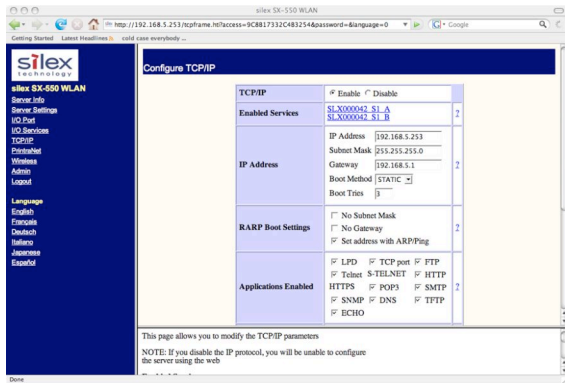 silex SX-550 WLAN
http://192.168.5.253/tcpframe.htl?access=9C8817332C483254&password=&language=0
Google
Getting Started Latest Headlines cold case everybody ...
silex
technology
silex SX-550 WLAN
Server Info
Server Settings
I/O Port
I/O Services
TCP/IP
PrintraNet
Wireless
Admin
Logout
Language
English
Français
Deutsch
Italiano
Japanese
Español
Configure TCP/IP
TCP/IP Enable Disable
Enabled Services SLX000042_S1_A ?
SLX000042_S1_B
IP Address
IP Address 192.168.5.253
Subnet Mask 255.255.255.0
Gateway 192.168.5.1
Boot Method STATIC
Boot Tries 3
?
RARP Boot Settings
No Subnet Mask
No Gateway
Set address with ARP/Ping
?
Applications Enabled
LPD TCP port FTP
Telnet S-TELNET HTTP
HTTPS POP3 SMTP
SNMP DNS TFTP
ECHO
?
This page allows you to modify the TCP/IP parameters
NOTE: If you disable the IP protocol, you will be unable to configure
the server using the web
Done